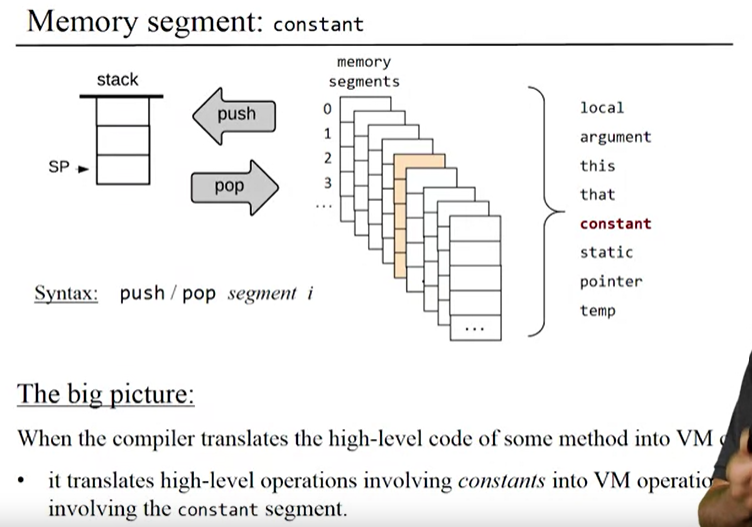 Memory segment: constant
stack
push
pop
SP
memory
segments
0
1
2
3
...
...
local
argument
this
that
constant
static
pointer
temp
Syntax: push / pop segment i
The big picture:
When the compiler translates the high-level code of some method into VM
• it translates high-level operations involving constants into VM
involving the constant segment.